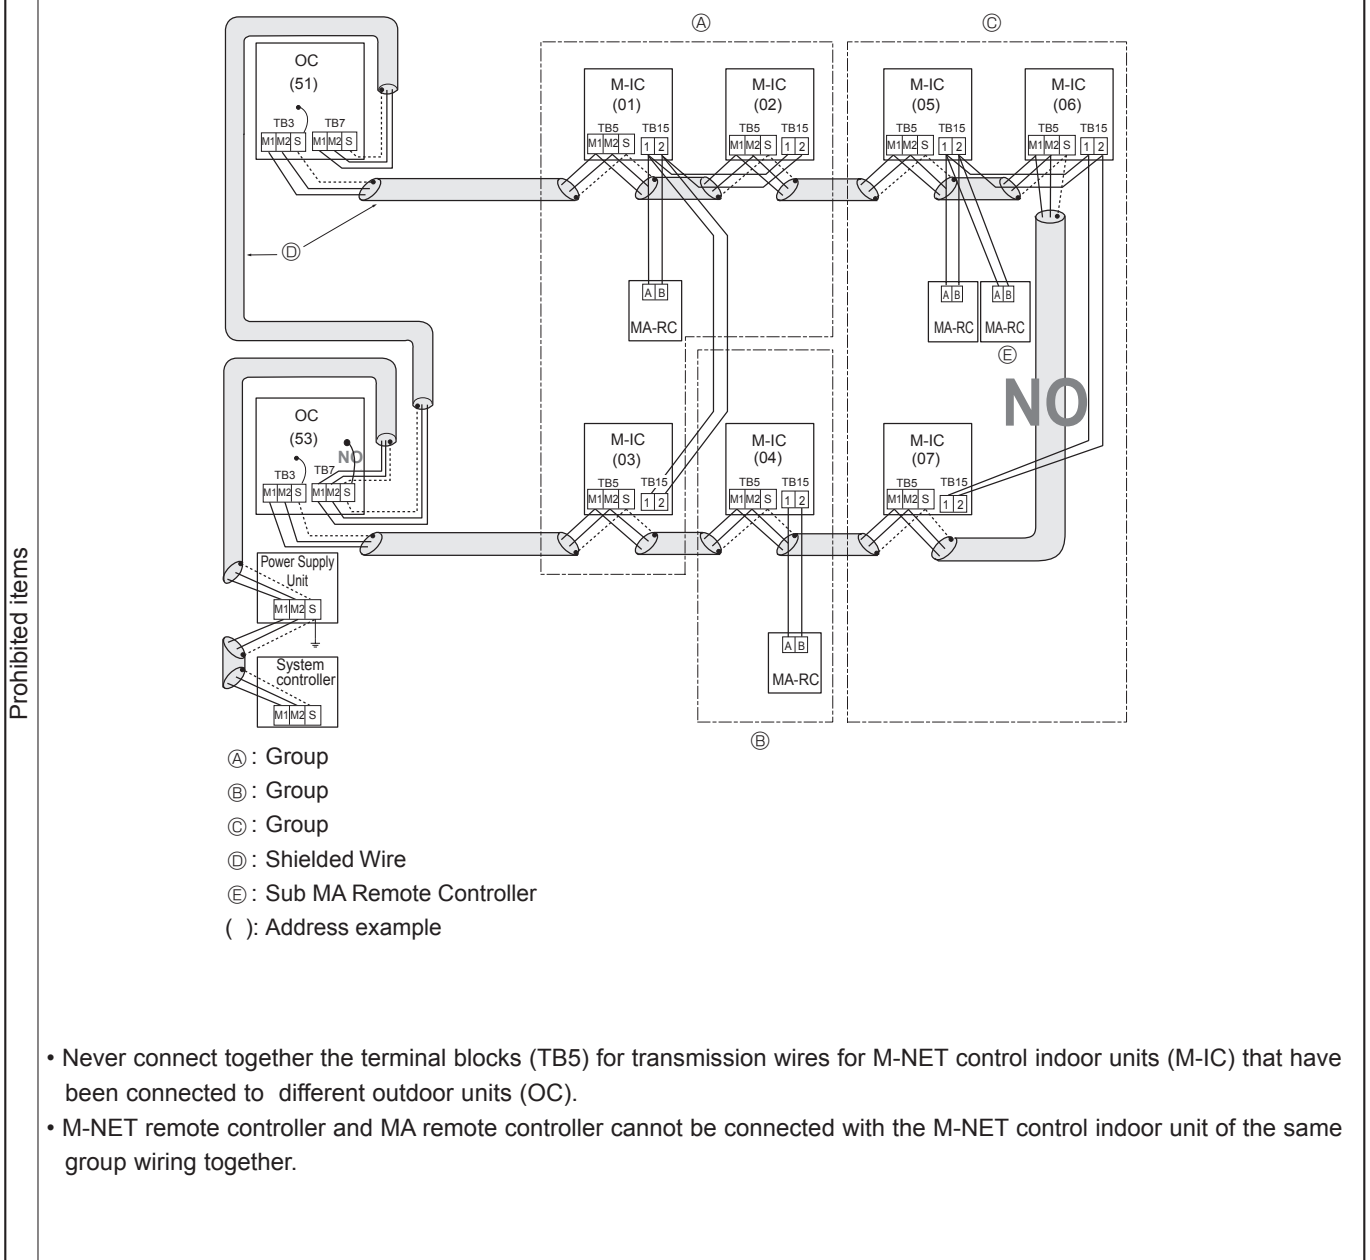 Prohibited items
Ⓐ Ⓒ
OC
(51)
TB3 TB7
M1 M2 S M1 M2 S
M-IC
(01)
TB5 TB15
M1 M2 S 1 2
M-IC
(02)
TB5 TB15
M1 M2 S 1 2
M-IC
(05)
TB5 TB15
M1 M2 S 1 2
M-IC
(06)
TB5 TB15
M1 M2 S 1 2
Ⓓ
A B
MA-RC
A B
MA-RC
A B
MA-RC
Ⓔ
NO
OC
(53)
NO
TB3 TB7
M1 M2 S M1 M2 S
M-IC
(03)
TB5 TB15
M1 M2 S 1 2
M-IC
(04)
TB5 TB15
M1 M2 S 1 2
M-IC
(07)
TB5 TB15
M1 M2 S 1 2
Power Supply
Unit
M1 M2 S
System
controller
M1 M2 S
A B
MA-RC
Ⓑ
Ⓐ : Group
Ⓑ : Group
Ⓒ : Group
Ⓓ : Shielded Wire
Ⓔ : Sub MA Remote Controller
( ): Address example
• Never connect together the terminal blocks (TB5) for transmission wires for M-NET control indoor units (M-IC) that have
been connected to different outdoor units (OC).
• M-NET remote controller and MA remote controller cannot be connected with the M-NET control indoor unit of the same
group wiring together.